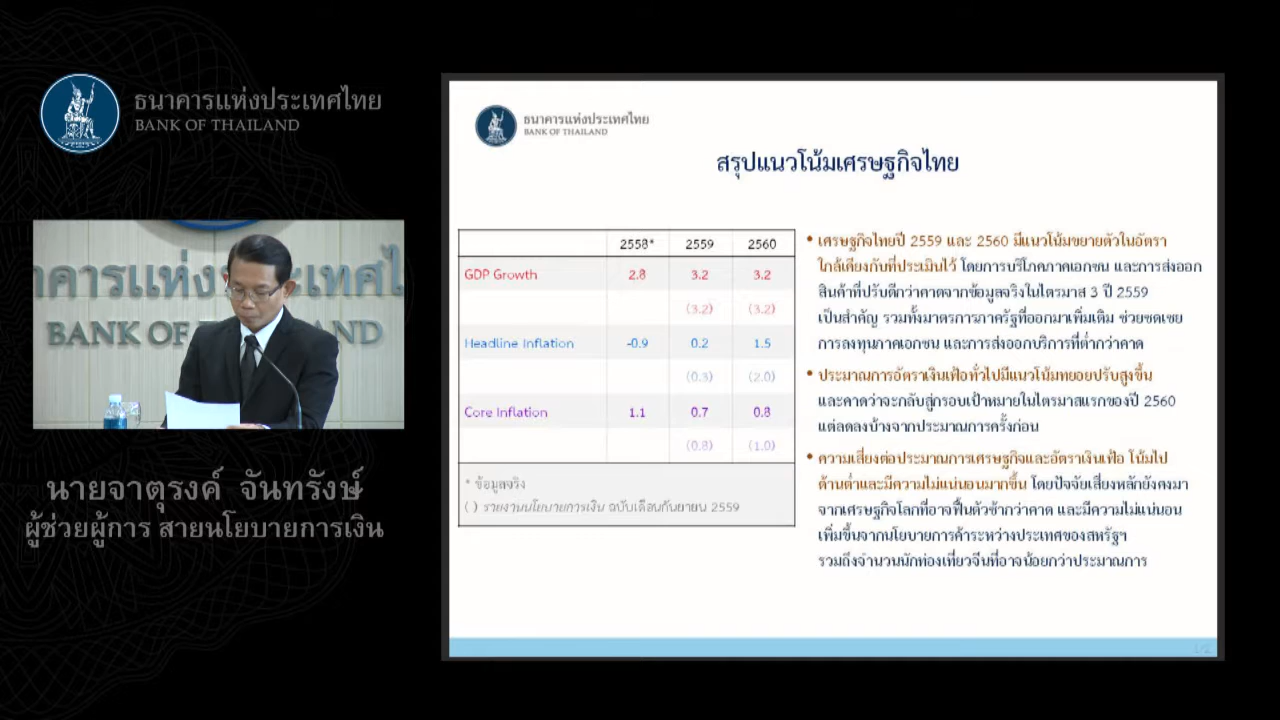 ธนาคารแห่งประเทศไทย
BANK OF THAILAND
นายจาตุรงค์ จันทรังษ์
ผู้ช่วยผู้ว่าการ สายนโยบายการเงิน
ธนาคารแห่งประเทศไทย
BANK OF THAILAND
สรุปแนวโน้มเศรษฐกิจไทย
2558* 2559 2560
GDP Growth 2.8 3.2 3.2
(3.2) (3.2)
Headline Inflation -0.9 0.2 1.5
(0.3) (2.0)
Core Inflation 1.1 0.7 0.8
(0.8) (1.0)
* ข้อมูลจริง
( ) รายงานนโยบายการเงิน ฉบับเดือนกันยายน 2559
• เศรษฐกิจไทยปี 2559 และ 2560 มีแนวโน้มขยายตัวในอัตรา
ใกล้เคียงกับที่ประเมินไว้ โดยการบริโภคภาคเอกชน และการส่งออก
สินค้าที่ปรับดีกว่าคาดจากข้อมูลจริงในไตรมาส 3 ปี 2559
เป็นสำคัญ รวมทั้งมาตรการภาครัฐที่ออกมาเพิ่มเติม ช่วยชดเชย
การลงทุนภาคเอกชน และการส่งออกบริการที่ต่ำกว่าคาด
• ประมาณการอัตราเงินเฟ้อทั่วไปมีแนวโน้มทยอยปรับสูงขึ้น
และคาดว่าจะกลับสู่กรอบเป้าหมายในไตรมาสแรกของปี 2560
แต่ลดลงบ้างจากประมาณการครั้งก่อน
• ความเสี่ยงต่อประมาณการเศรษฐกิจและอัตราเงินเฟ้อ โน้มไป
ด้านต่ำและมีความไม่แน่นอนมากขึ้น โดยปัจจัยเสี่ยงหลักยังคงมา
จากเศรษฐกิจโลกที่อาจฟื้นตัวช้ากว่าคาด และมีความไม่แน่นอน
เพิ่มขึ้นจากนโยบายการค้าระหว่างประเทศของสหรัฐฯ
รวมถึงจำนวนนักท่องเที่ยวจีนที่อาจน้อยกว่าประมาณการ
1/2